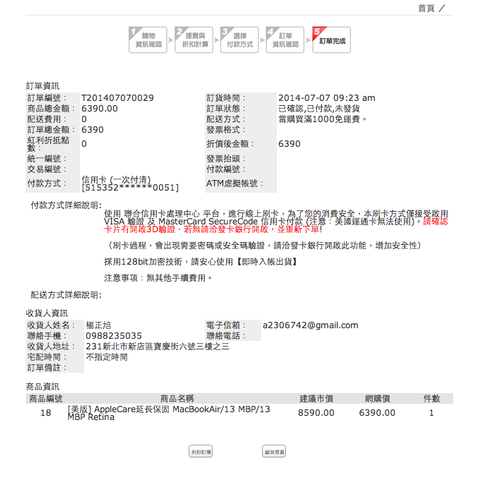 首頁 ╱
1 購物 資訊確認
2 運費與 折扣計算
3 選擇 付款方式
4 訂單 資訊確認
5 訂單完成
訂單資訊
訂單編號： T201407070029 訂貨時間： 2014-07-07 09:23 am
商品總金額： 6390.00 訂單狀態： 已確認,已付款,未發貨
配送費用： 0 配送方式： 當購買滿1000免運費。
訂單總金額： 6390 發票格式：
紅利折抵點數： 0 折價後金額： 6390
統一編號： 發票抬頭：
交易編號： 付款編號：
付款方式： 信用卡 (一次付清) ATM虛擬帳號：
[515352******0051]
付款方式詳細說明:
使用 聯合信用卡處理中心 平台，進行線上刷卡，為了您的消費安全，本刷卡方式僅接受啟用
VISA 驗證 及 MasterCard SecureCode 信用卡付款 (注意：美國運通卡無法使用)。請確認
卡片有開啟3D驗證，若無請洽發卡銀行開啟，並重新下單!
（刷卡過程，會出現需要密碼或安全碼驗證，請洽發卡銀行開啟此功能，增加安全性）
採用128bit加密技術，請安心使用【即時入帳出貨】
注意事項：無其他手續費用。
配送方式詳細說明:
收貨人資訊
收貨人姓名： 楊正旭 電子信箱： a2306742@gmail.com
聯絡手機： 0988235035 聯絡電話：
收貨人地址： 231新北市新店區寶慶街六號三樓之三
宅配時間： 不指定時間
訂單備註：
商品資訊
商品編號 商品名稱 建議市價 網購價 件數
18 [美版] AppleCare延長保固 MacBookAir/13 MBP/13 8590.00 6390.00 1
MBP Retina
列印訂單 返回首頁